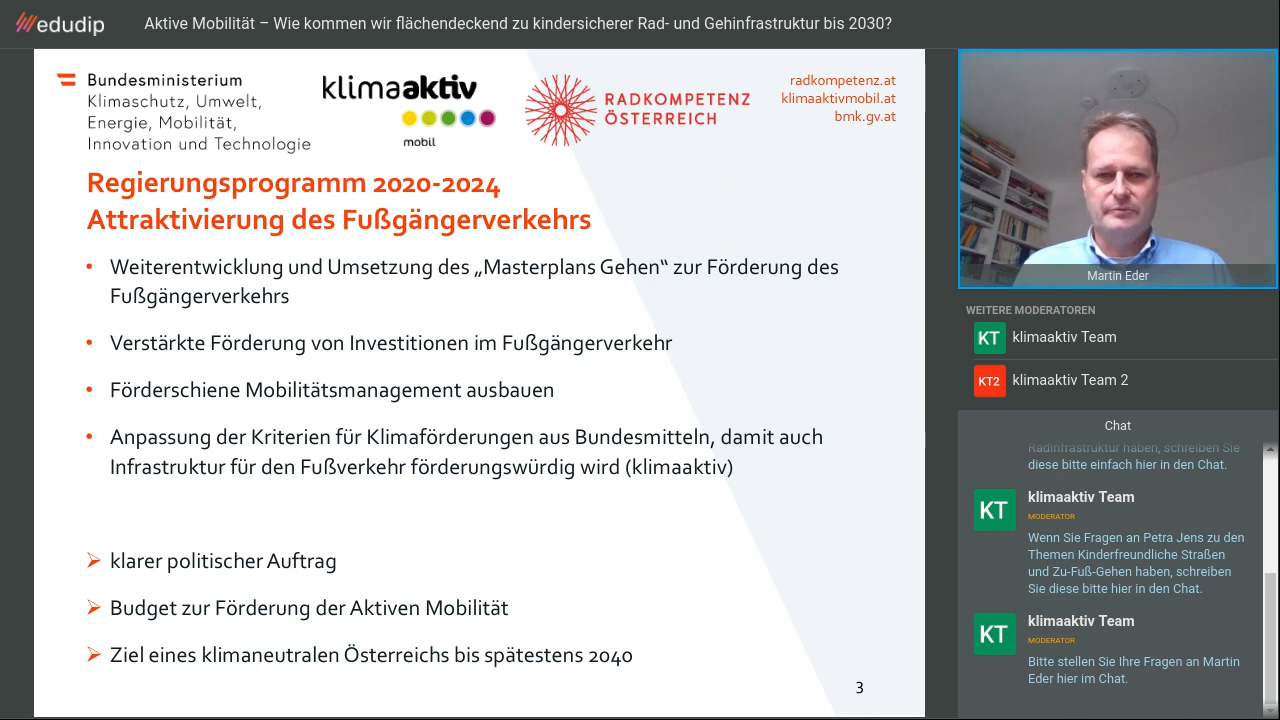 edudip
Aktive Mobilität – Wie kommen wir flächendeckend zu kindersicherer Rad- und Gehinfrastruktur bis 2030?
Bundesministerium
Klimaschutz, Umwelt,
Energie, Mobilität,
Innovation und Technologie
klimaaktiv
mobil
RADKOMPETENZ
ÖSTERREICH
radkompetenz.at
klimaaktivmobil.at
bmk.gv.at
Regierungsprogramm 2020-2024
Attraktivierung des Fußgängerverkehrs
• Weiterentwicklung und Umsetzung des „Masterplans Gehen“ zur Förderung des
Fußgängerverkehrs
• Verstärkte Förderung von Investitionen im Fußgängerverkehr
• Förderschiene Mobilitätsmanagement ausbauen
• Anpassung der Kriterien für Klimaförderungen aus Bundesmitteln, damit auch
Infrastruktur für den Fußverkehr förderungswürdig wird (klimaaktiv)
➢ klarer politischer Auftrag
➢ Budget zur Förderung der Aktiven Mobilität
➢ Ziel eines klimaneutralen Österreichs bis spätestens 2040
3
Martin Eder
WEITERE MODERATOREN
KT klimaaktiv Team
KT2 klimaaktiv Team 2
Chat
Radinfrastruktur haben, schreiben Sie
diese bitte einfach hier in den Chat.
KT klimaaktiv Team
MODERATOR
Wenn Sie Fragen an Petra Jens zu den
Themen Kinderfreundliche Straßen
und Zu-Fuß-Gehen haben, schreiben
Sie diese bitte hier in den Chat.
KT klimaaktiv Team
MODERATOR
Bitte stellen Sie Ihre Fragen an Martin
Eder hier im Chat.